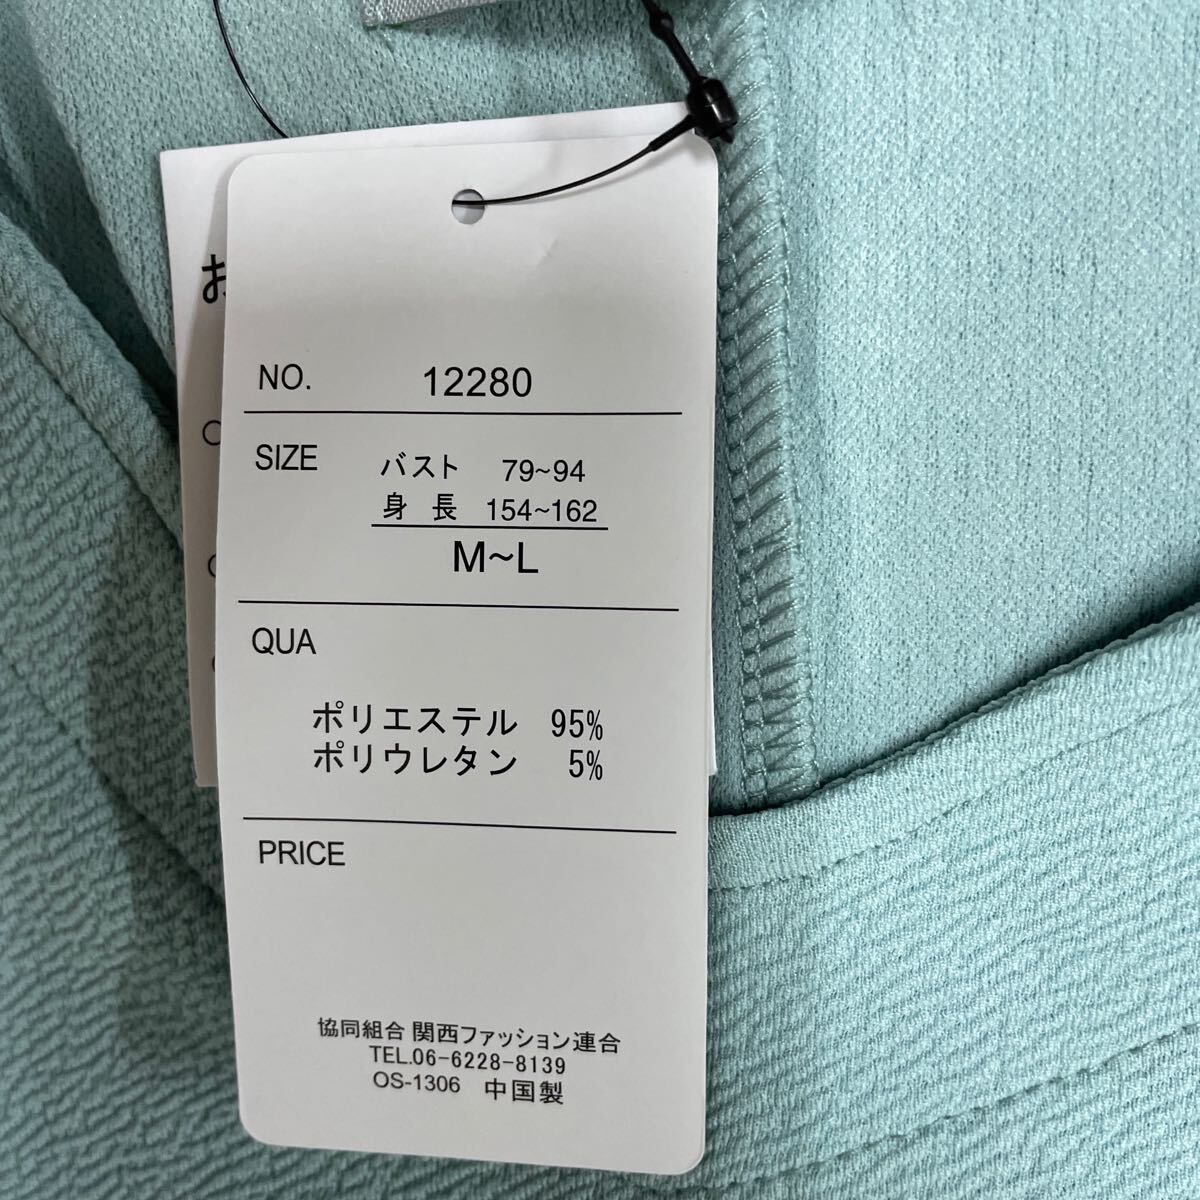 お
NO. 12280
SIZE バスト 79~94
身長 154~162
M~L
QUA
ポリエステル 95%
ポリウレタン 5%
PRICE
協同組合 関西ファッション連合
TEL.06-6228-8139
OS-1306 中国製